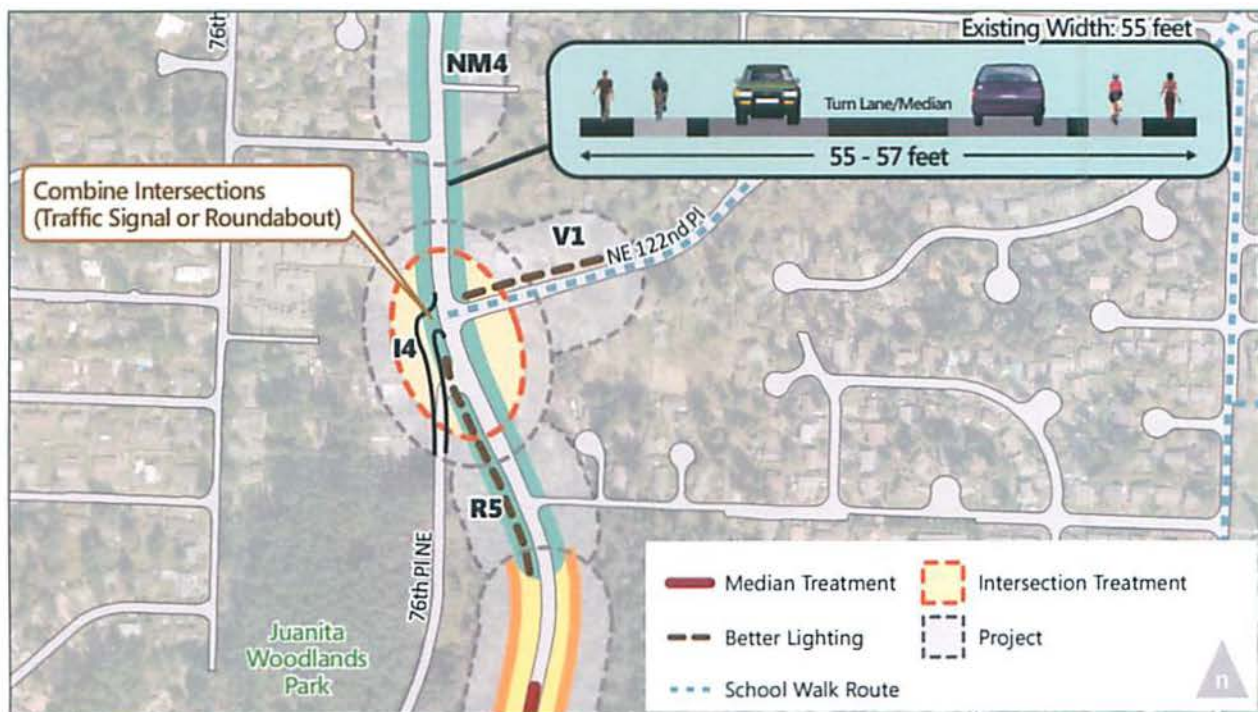 76th
NM4
Existing Width: 55 feet
Turn Lane/Median
55 - 57 feet
Combine Intersections
(Traffic Signal or Roundabout)
V1
NE 122nd Pl
I4
R5
76th Pl NE
Juanita
Woodlands
Park
Median Treatment
Intersection Treatment
Better Lighting
Project
School Walk Route
n